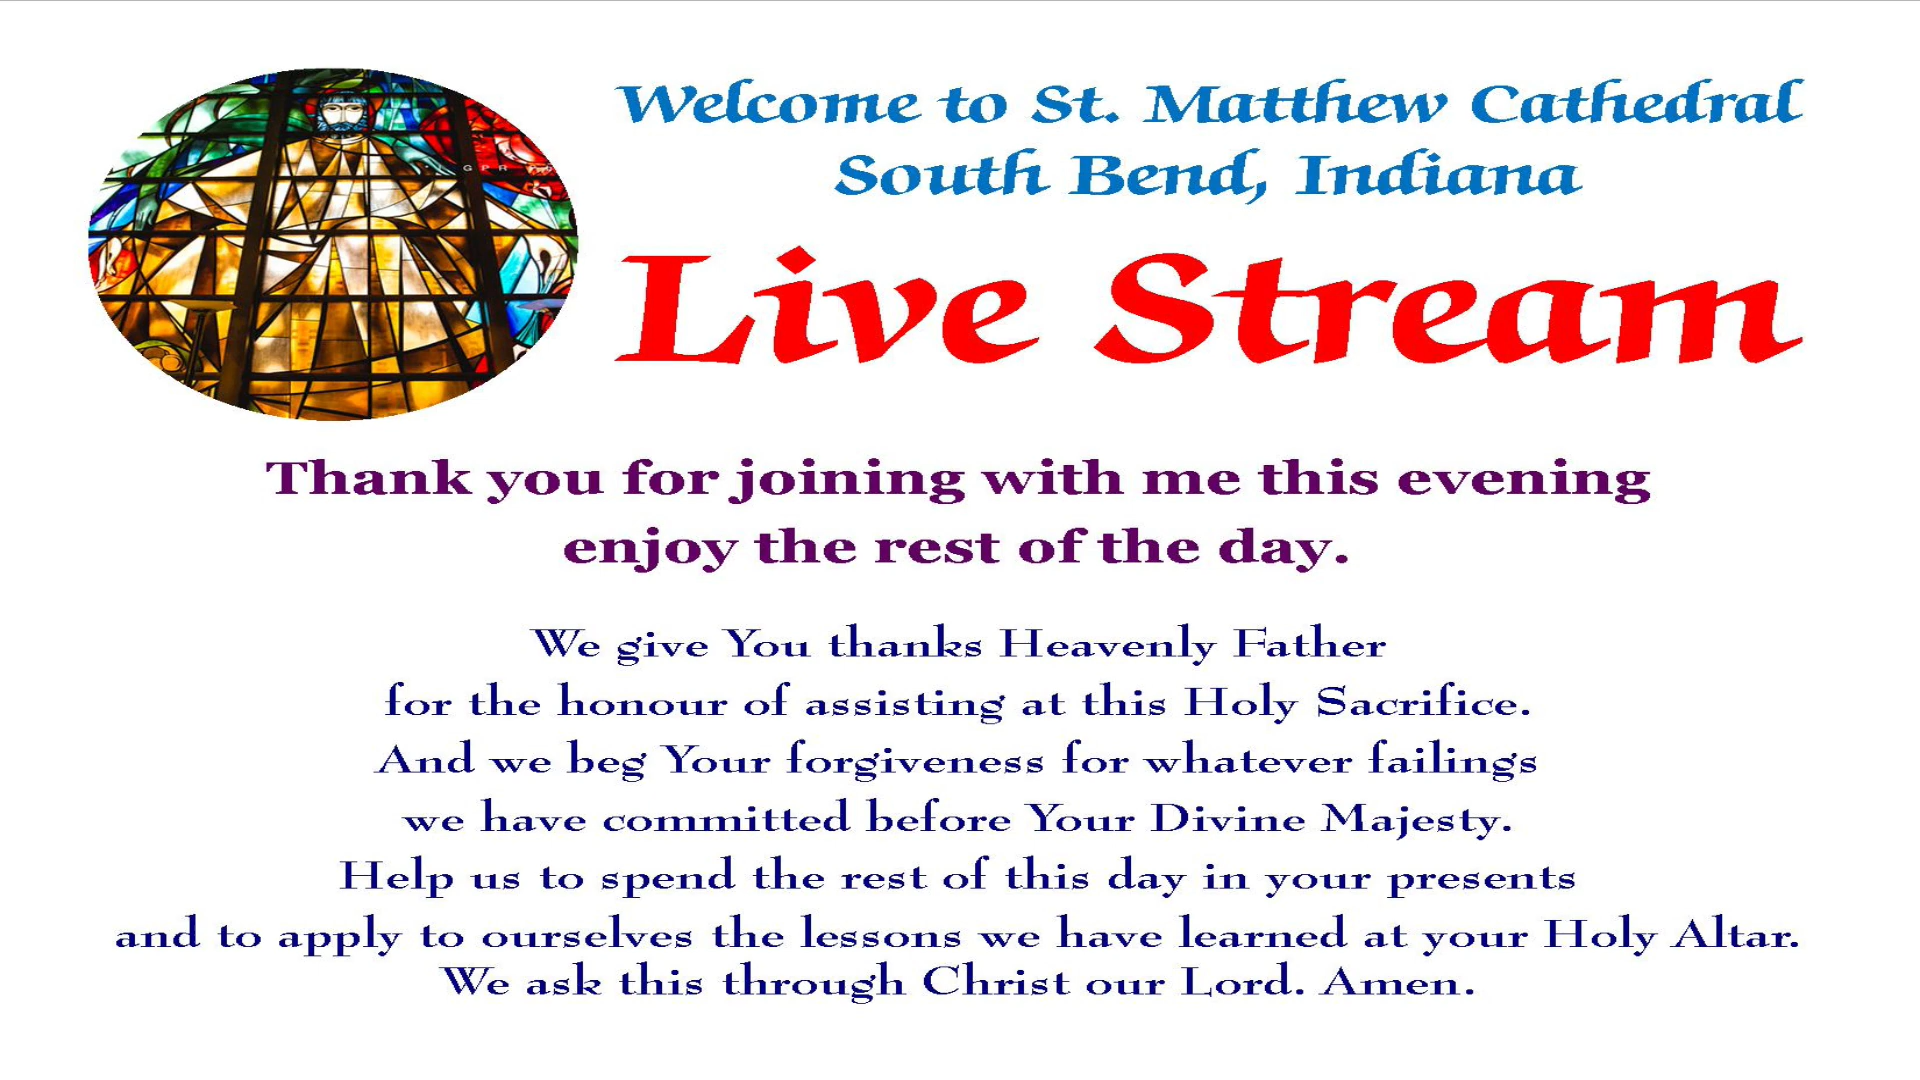 Welcome to St. Matthew Cathedral
South Bend, Indiana
Live Stream
Thank you for joining with me this evening
enjoy the rest of the day.
We give You thanks Heavenly Father
for the honour of assisting at this Holy Sacrifice.
And we beg Your forgiveness for whatever failings
we have committed before Your Divine Majesty.
Help us to spend the rest of this day in your presents
and to apply to ourselves the lessons we have learned at your Holy Altar.
We ask this through Christ our Lord. Amen.